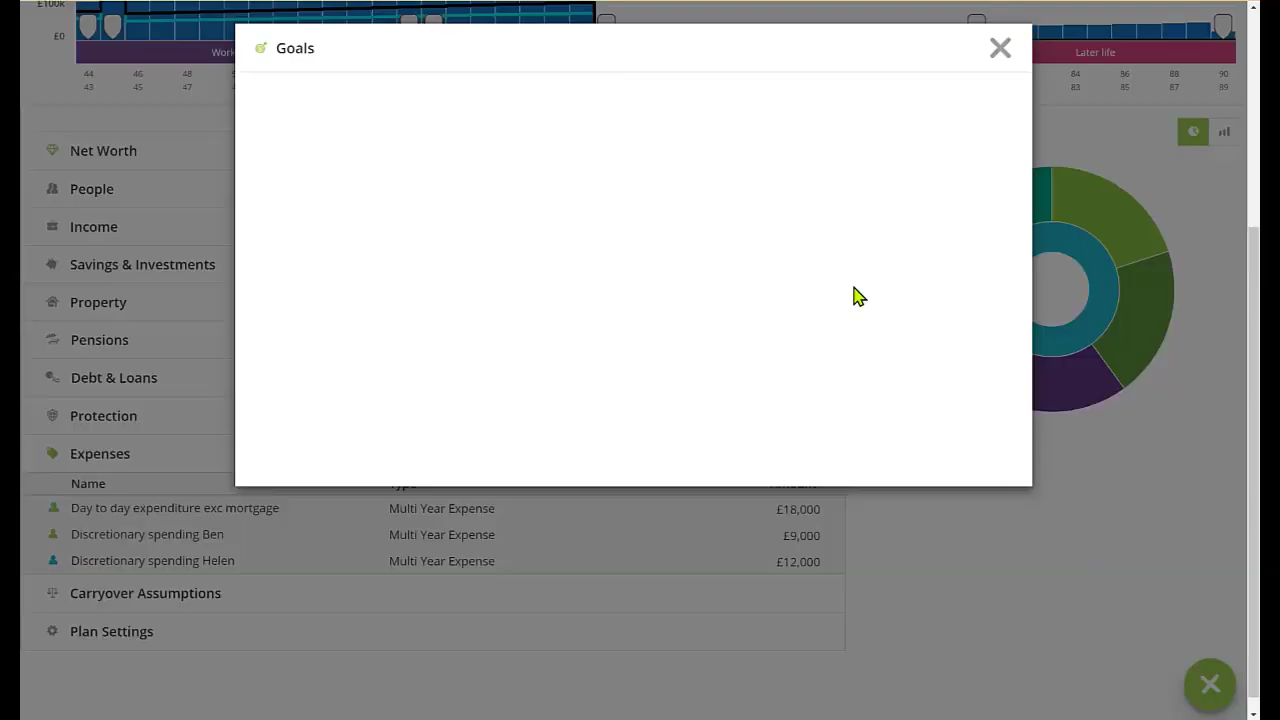 £100k
£0
Work
Goals
Later life
44 46 48 84 86 88 90
43 45 47 83 85 87 89
Net Worth
People
Income
Savings & Investments
Property
Pensions
Debt & Loans
Protection
Expenses
Name Type Amount
Day to day expenditure exc mortgage Multi Year Expense £18,000
Discretionary spending Ben Multi Year Expense £9,000
Discretionary spending Helen Multi Year Expense £12,000
Carryover Assumptions
Plan Settings